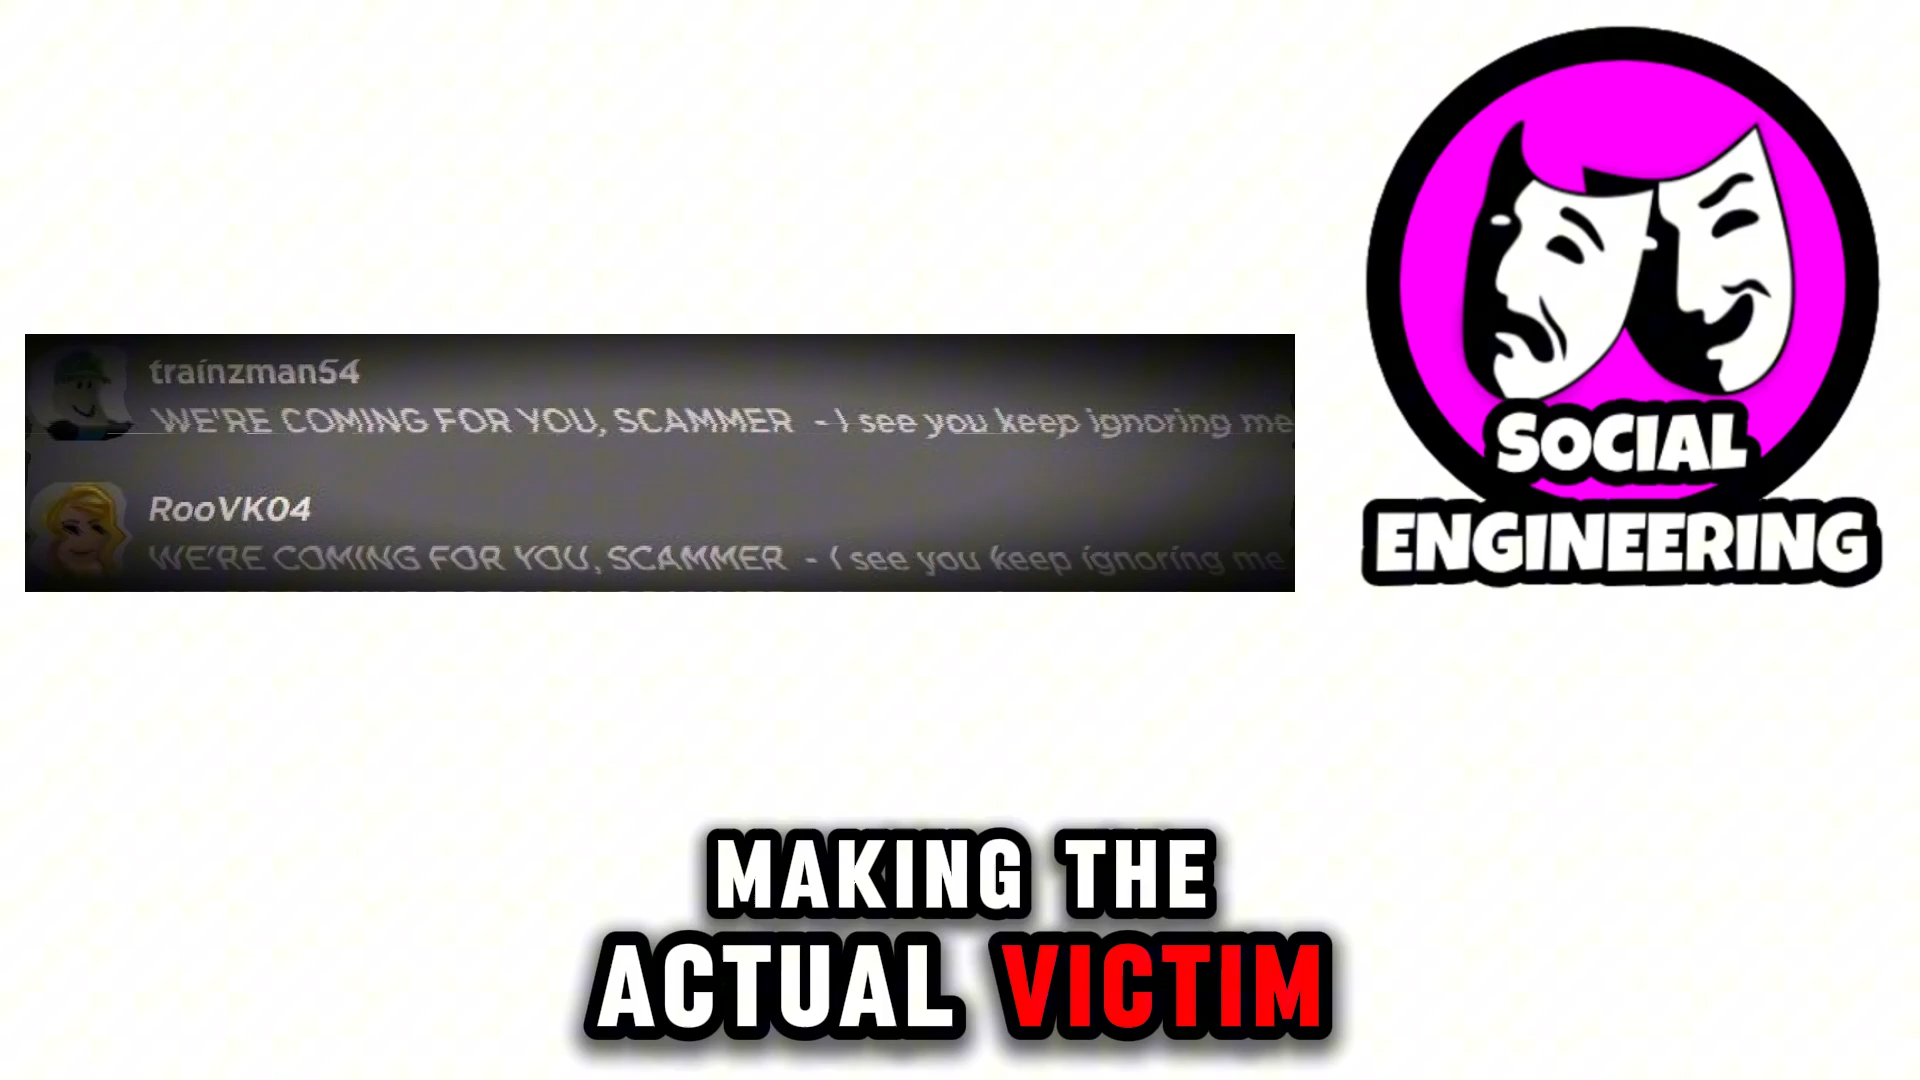 traínzman54
WE'RE COMING FOR YOU, SCAMMER - I see you keep ignoring me
RooVK04
WE'RE COMING FOR YOU, SCAMMER - I see you keep ignoring me
SOCIAL
ENGINEERING
MAKING THE
ACTUAL VICTIM